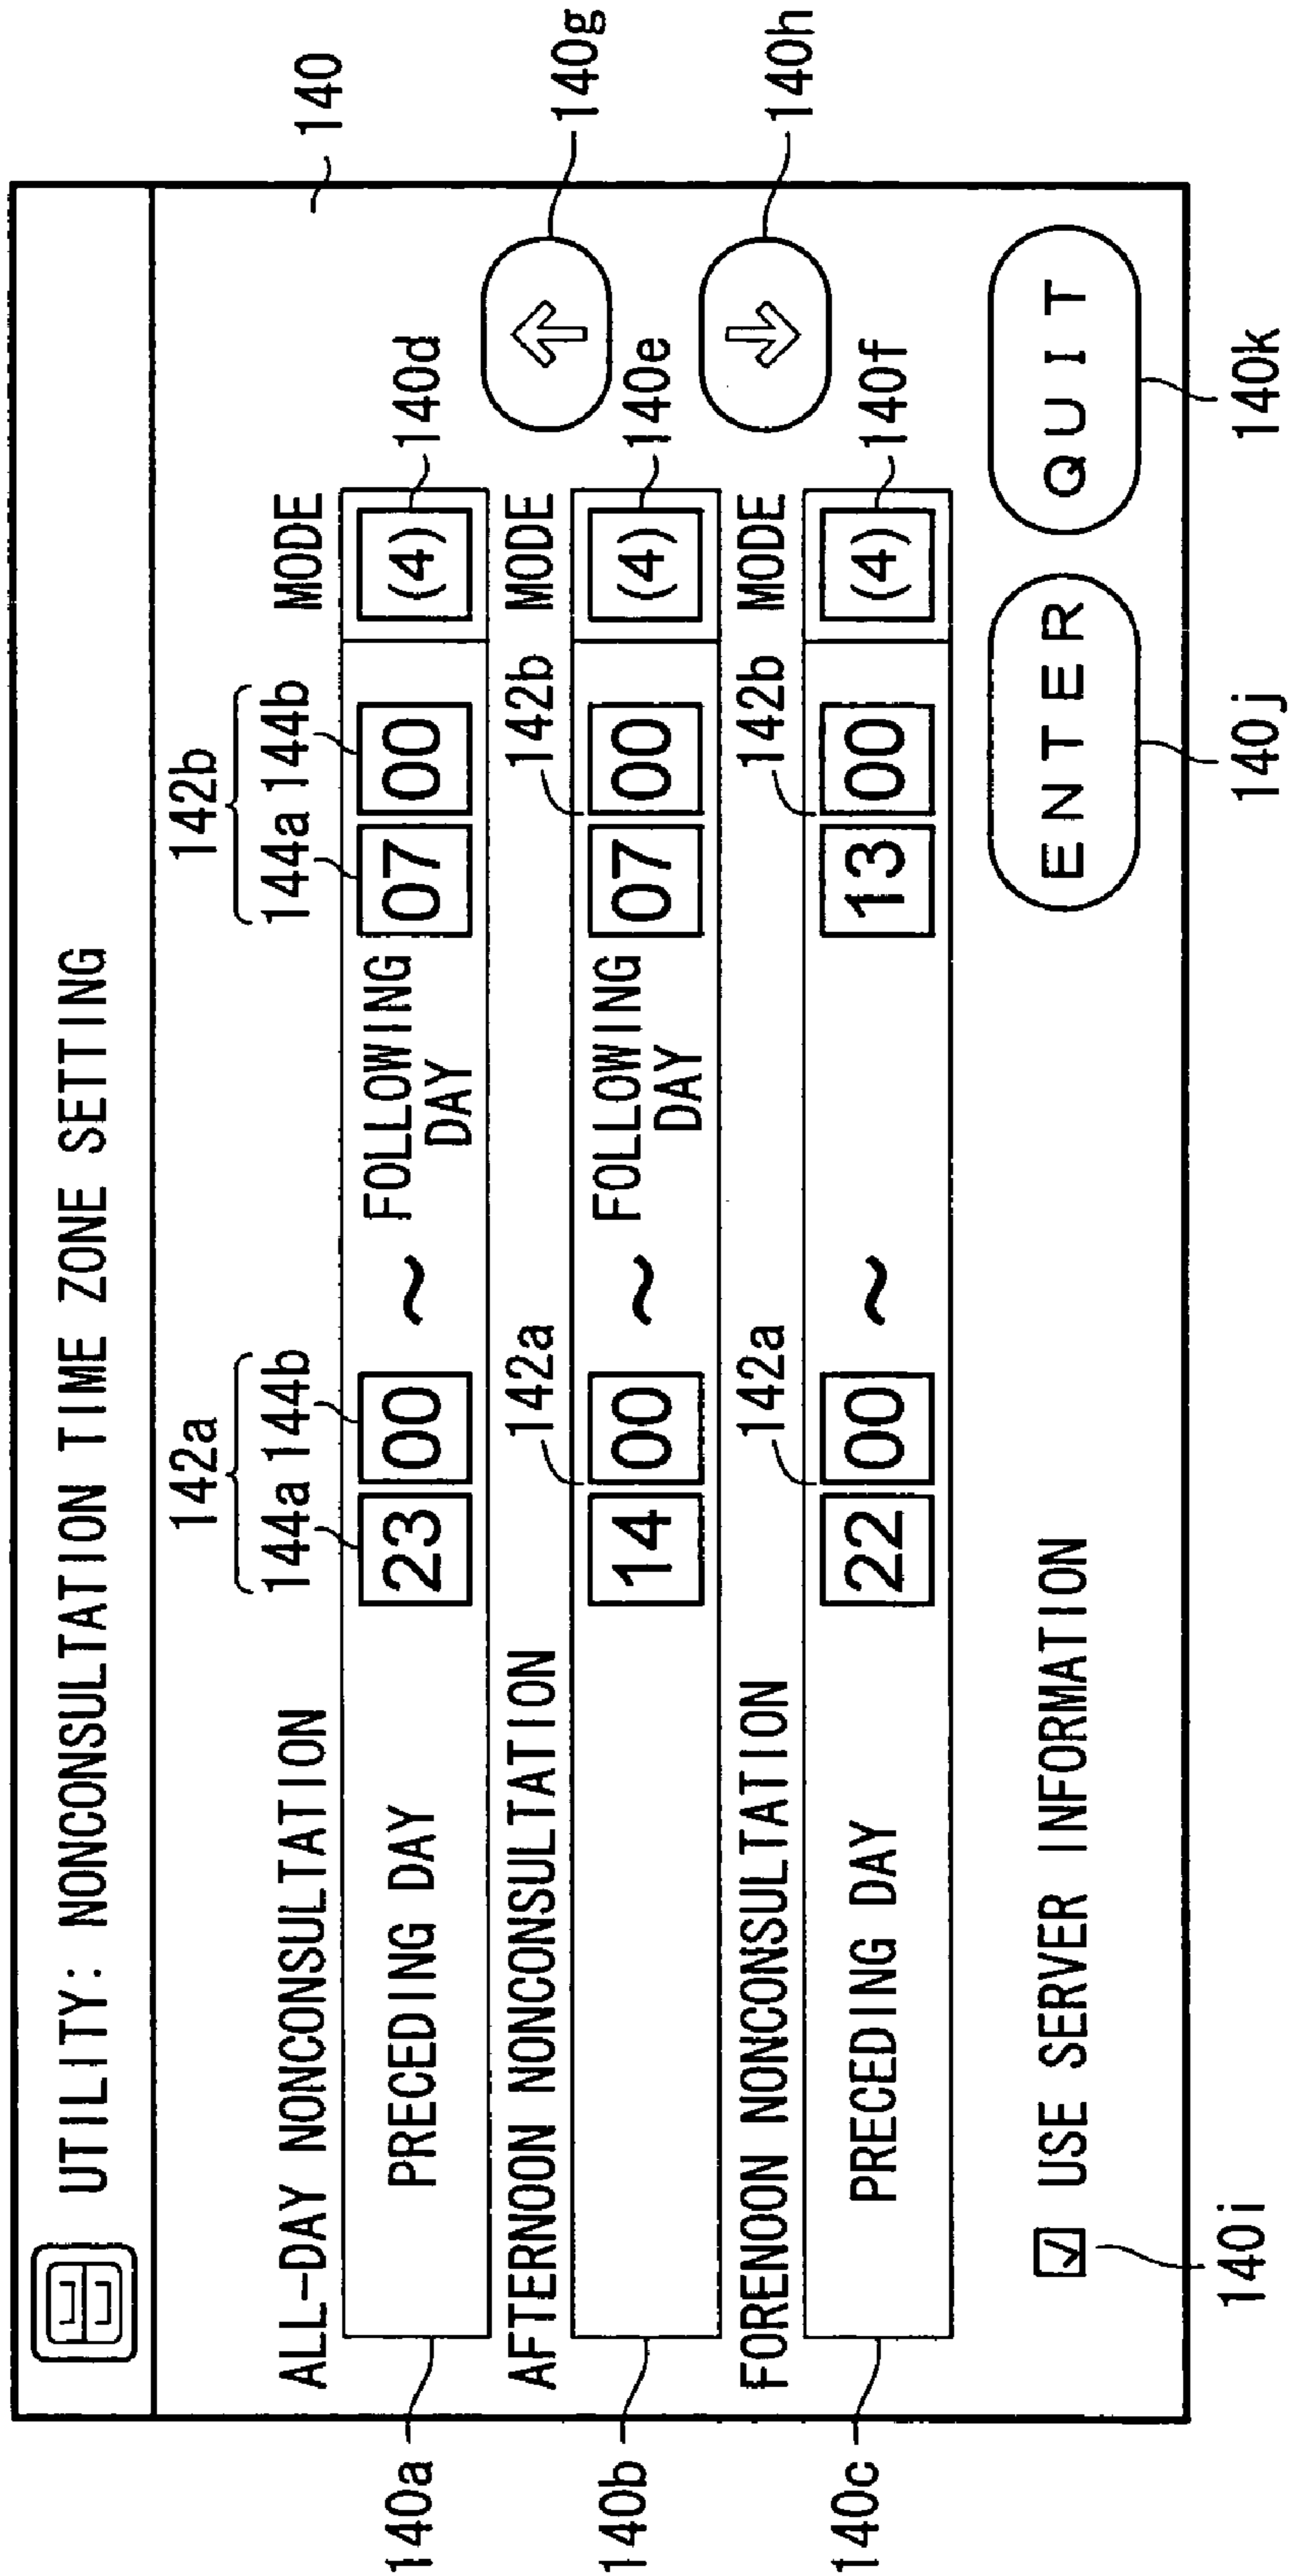 UTILITY: NONCONSULTATION TIME ZONE SETTING
140
142a 142b
144a 144b 144a 144b
ALL-DAY NONCONSULTATION MODE
140a PRECEDING DAY 23 00 ~ FOLLOWING DAY 07 00 (4) 140d
140g
AFTERNOON NONCONSULTATION 142a 142b MODE
140b 14 00 ~ FOLLOWING DAY 07 00 (4) 140e
140h
FORENOON NONCONSULTATION 142a 142b MODE
140c PRECEDING DAY 22 00 ~ 13 00 (4) 140f
USE SERVER INFORMATION ENTER QUIT
140i 140j 140k